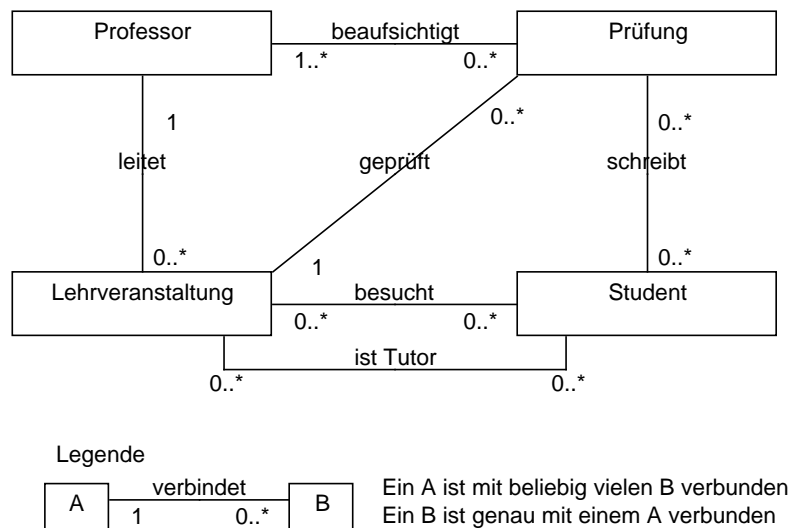 Professor beaufsichtigt Prüfung
1..* 0..*
1 0..* 0..*
leitet geprüft schreibt
0..* 1 0..*
Lehrveranstaltung besucht Student
0..* 0..*
ist Tutor
0..* 0..*
Legende
A verbindet B
1 0..*
Ein A ist mit beliebig vielen B verbunden
Ein B ist genau mit einem A verbunden